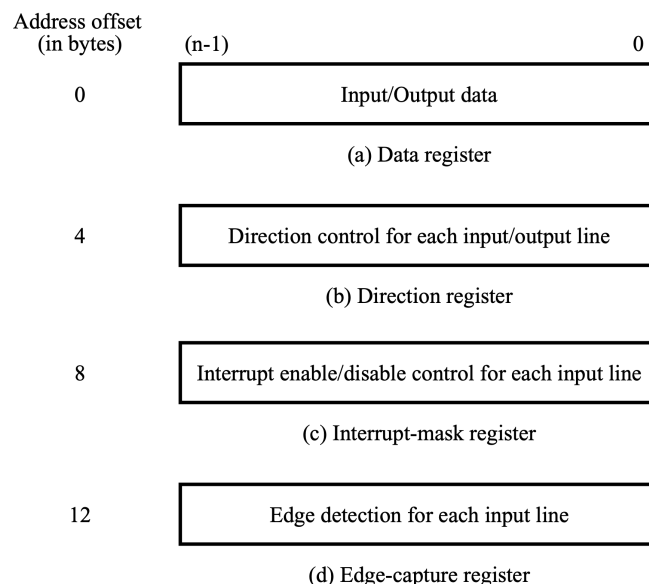 Address offset
(in bytes)
(n-1) 0
0 Input/Output data
(a) Data register
4 Direction control for each input/output line
(b) Direction register
8 Interrupt enable/disable control for each input line
(c) Interrupt-mask register
12 Edge detection for each input line
(d) Edge-capture register